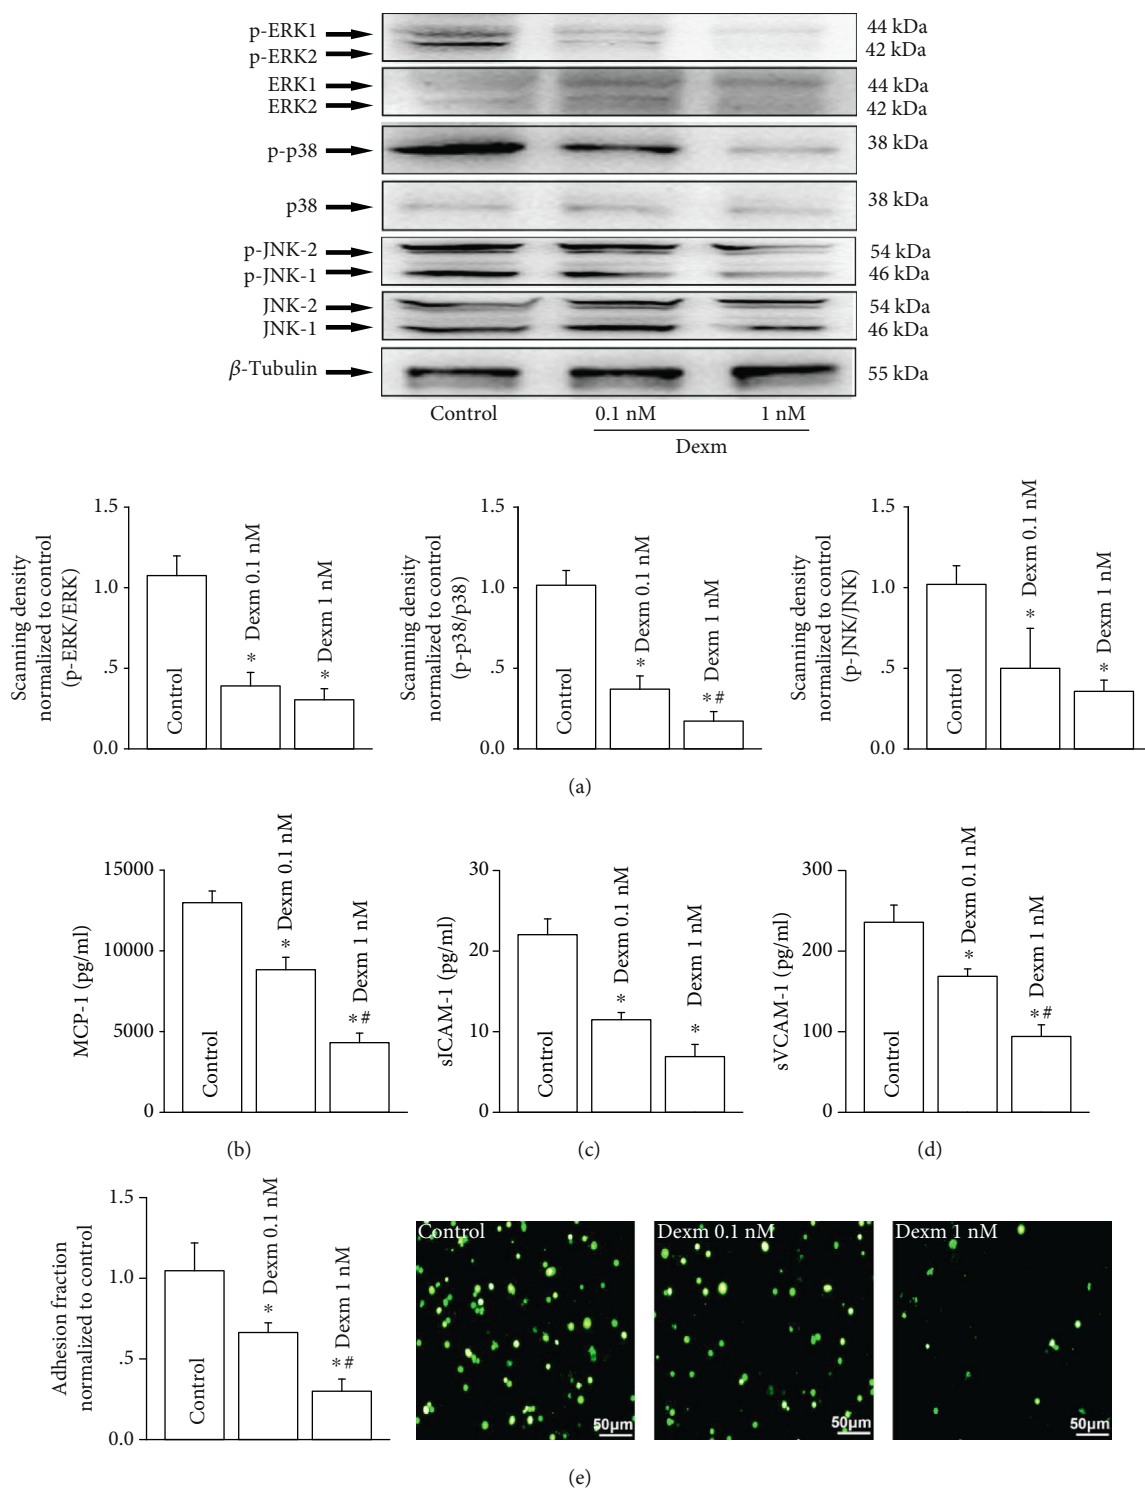 p-ERK1
44 kDa
p-ERK2
42 kDa
ERK1
44 kDa
ERK2
42 kDa
p-p38
38 kDa
p38
38 kDa
p-JNK-2
54 kDa
p-JNK-1
46 kDa
JNK-2
54 kDa
JNK-1
46 kDa
β-Tubulin
55 kDa
Control
0.1 nM
1 nM
Dexm
Scanning density
normalized to control
(p-ERK/ERK)
1.5
1.0
.5
0.0
Control
* Dexm 0.1 nM
* Dexm 1 nM
Scanning density
normalized to control
(p-p38/p38)
1.5
1.0
.5
0.0
Control
* Dexm 0.1 nM
*# Dexm 1 nM
Scanning density
normalized to control
(p-JNK/JNK)
1.5
1.0
.5
0.0
Control
* Dexm 0.1 nM
* Dexm 1 nM
(a)
MCP-1 (pg/ml)
15000
10000
5000
0
Control
* Dexm 0.1 nM
*# Dexm 1 nM
(b)
sICAM-1 (pg/ml)
30
20
10
0
Control
* Dexm 0.1 nM
* Dexm 1 nM
(c)
sVCAM-1 (pg/ml)
300
200
100
0
Control
* Dexm 0.1 nM
*# Dexm 1 nM
(d)
Adhesion fraction
normalized to control
1.5
1.0
.5
0.0
Control
* Dexm 0.1 nM
*# Dexm 1 nM
Control
50μm
Dexm 0.1 nM
50μm
Dexm 1 nM
50μm
(e)